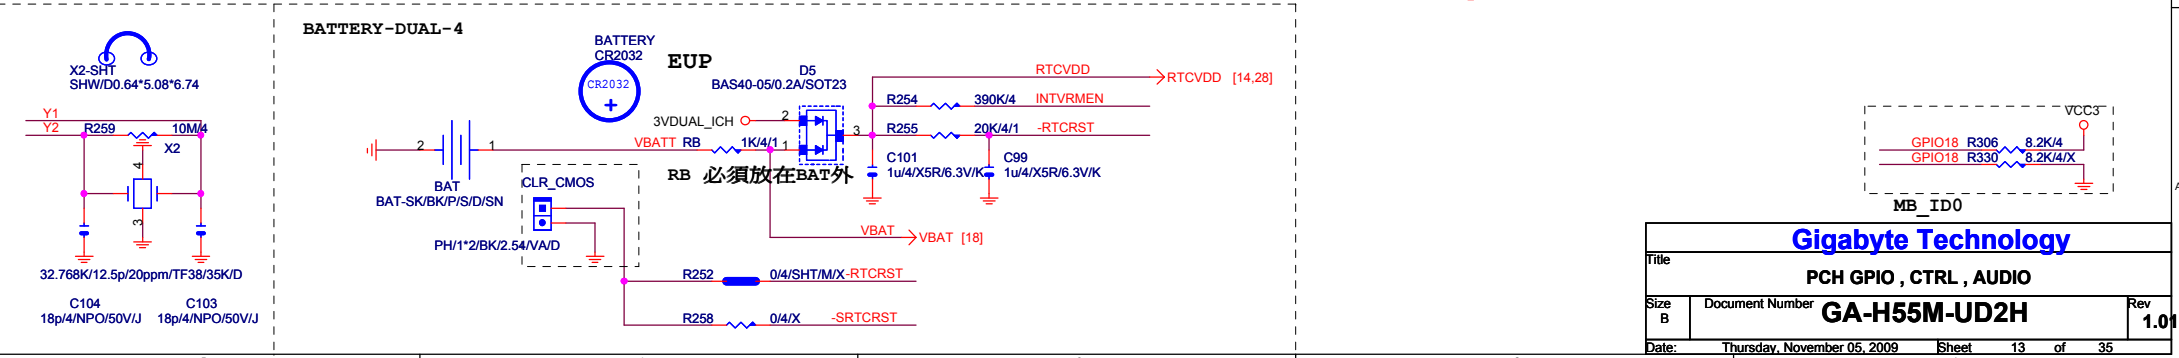 BATTERY-DUAL-4
X2-SHT
SHW/D0.64*5.08*6.74
Y1
Y2
R259
10M/4
X2
4
3
32.768K/12.5p/20ppm/TF38/35K/D
C104
18p/4/NPO/50V/J
C103
18p/4/NPO/50V/J
BATTERY
CR2032
CR2032
+
EUP
D5
BAS40-05/0.2A/SOT23
3VDUAL_ICH
2
1
3
2
1
BAT
BAT-SK/BK/P/S/D/SN
VBATT
RB
1K/4/1
RB 必須放在BAT外
CLR_CMOS
PH/1*2/BK/2.54/VA/D
RTCVDD
RTCVDD [14,28]
R254
390K/4
INTVRMEN
R255
20K/4/1
-RTCRST
C101
1u/4/X5R/6.3V/K
C99
1u/4/X5R/6.3V/K
VBAT
VBAT [18]
R252
0/4/SHT/M/X
-RTCRST
R258
0/4/X
-SRTCRST
VCC3
GPIO18
R306
8.2K/4
GPIO18
R330
8.2K/4/X
MB_ID0
Gigabyte Technology
Title
PCH GPIO , CTRL , AUDIO
Size
B
Document Number
GA-H55M-UD2H
Rev
1.01
Date:
Thursday, November 05, 2009
Sheet
13
of
35